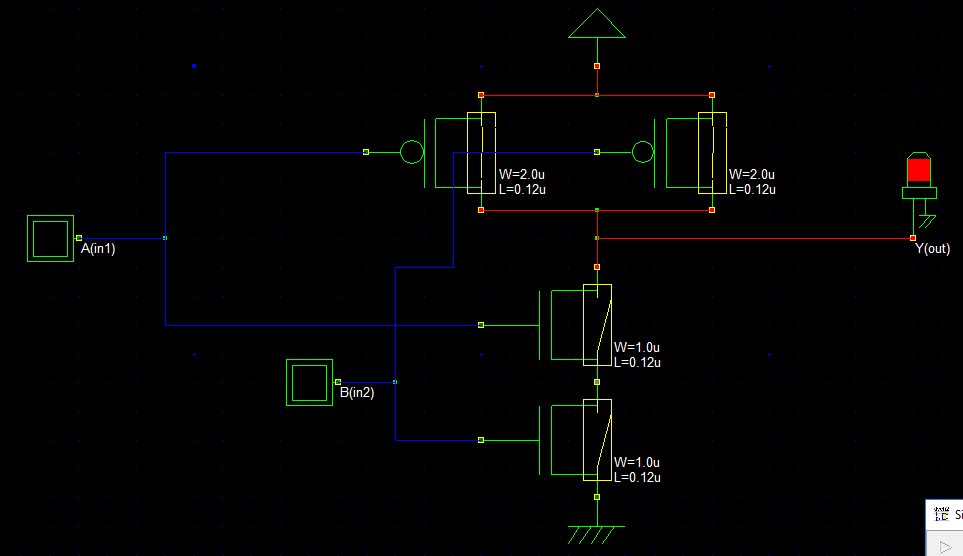 W=2.0u
L=0.12u
W=2.0u
L=0.12u
A(in1)
Y(out)
W=1.0u
L=0.12u
B(in2)
W=1.0u
L=0.12u